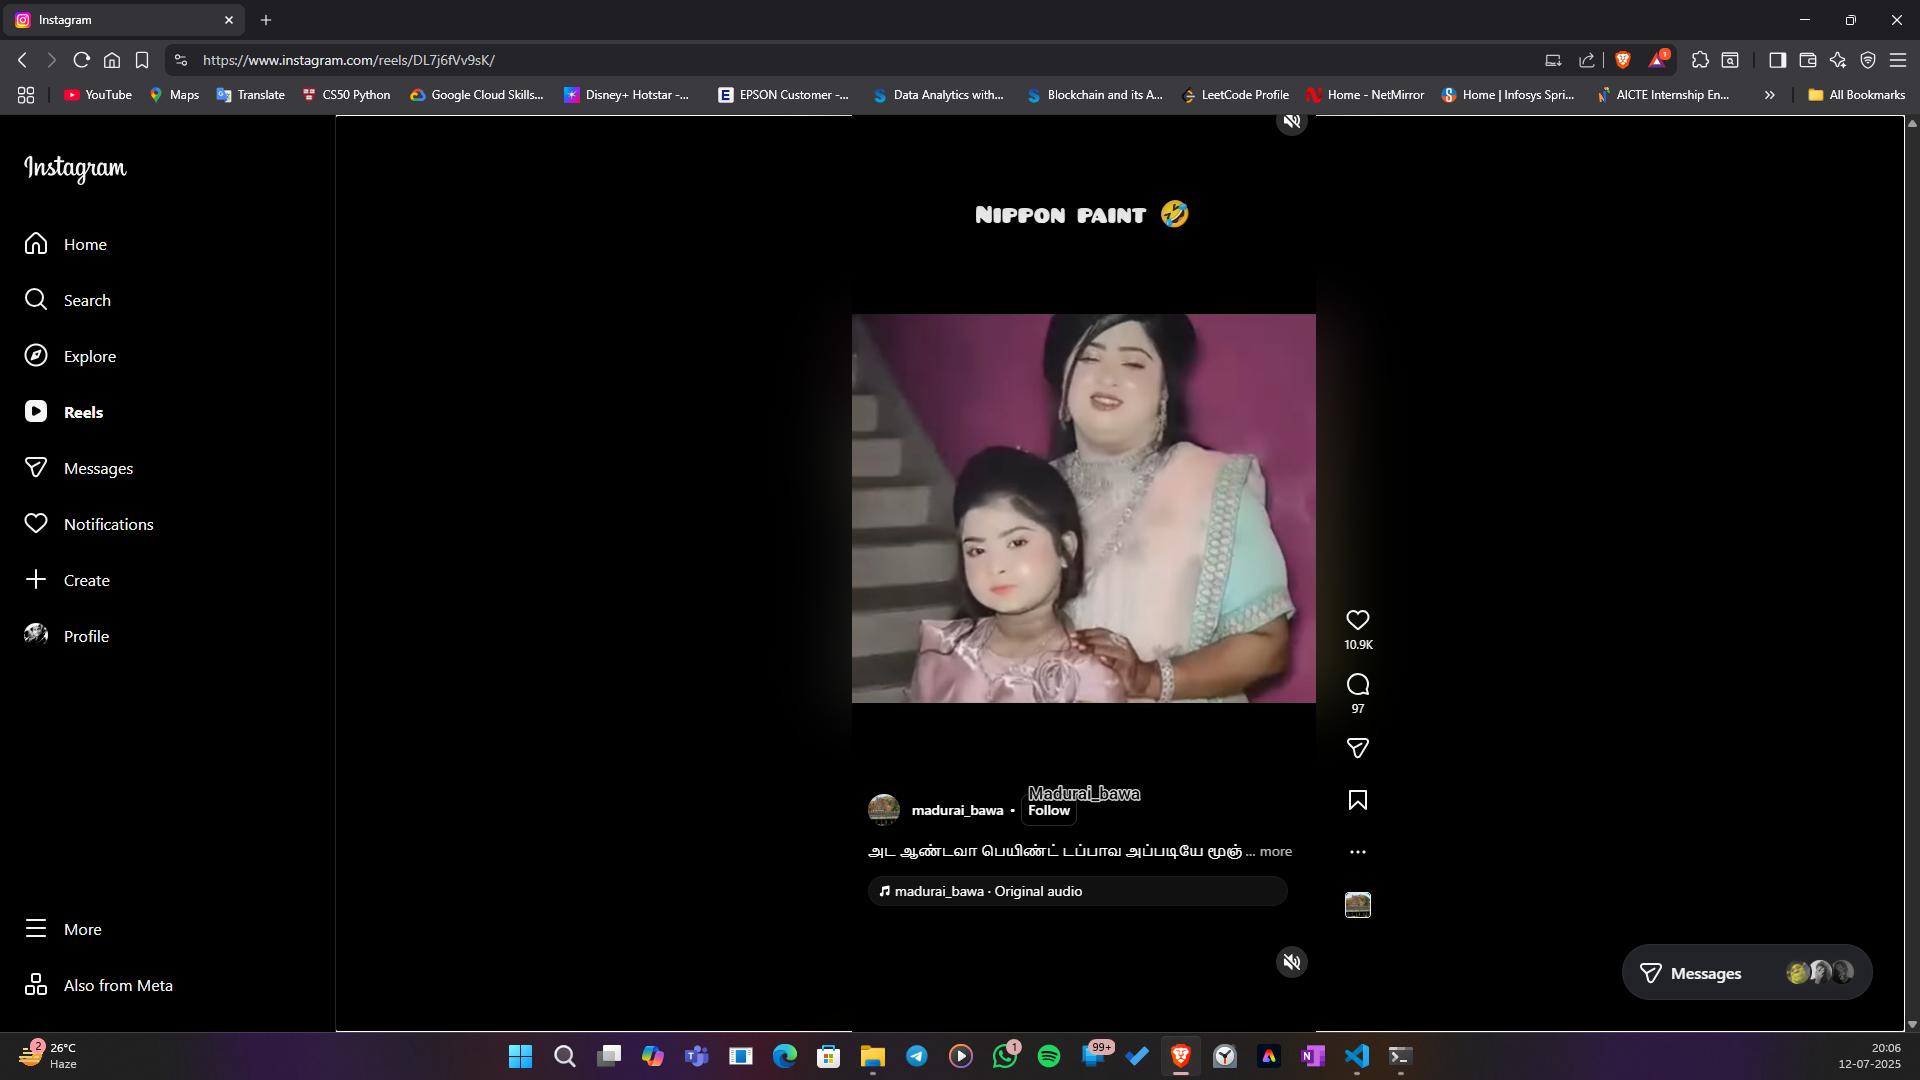 Instagram
https://www.instagram.com/reels/DL7j6fVv9sK/
1
YouTube
Maps
Translate
CS50 Python
Google Cloud Skills...
Disney+ Hotstar -...
EPSON Customer -...
Data Analytics with...
Blockchain and its A...
LeetCode Profile
Home - NetMirror
Home | Infosys Spri...
AICTE Internship En...
All Bookmarks
Instagram
Home
Search
Explore
Reels
Messages
Notifications
Create
Profile
More
Also from Meta
Nippon paint 🤣
10.9K
97
Madurai_bawa
madurai_bawa • Follow
அட ஆண்டவா பெயிண்ட் டப்பாவ அப்படியே மூஞ் ... more
madurai_bawa · Original audio
Messages
2
26°C
Haze
1
99+
20:06
12-07-2025